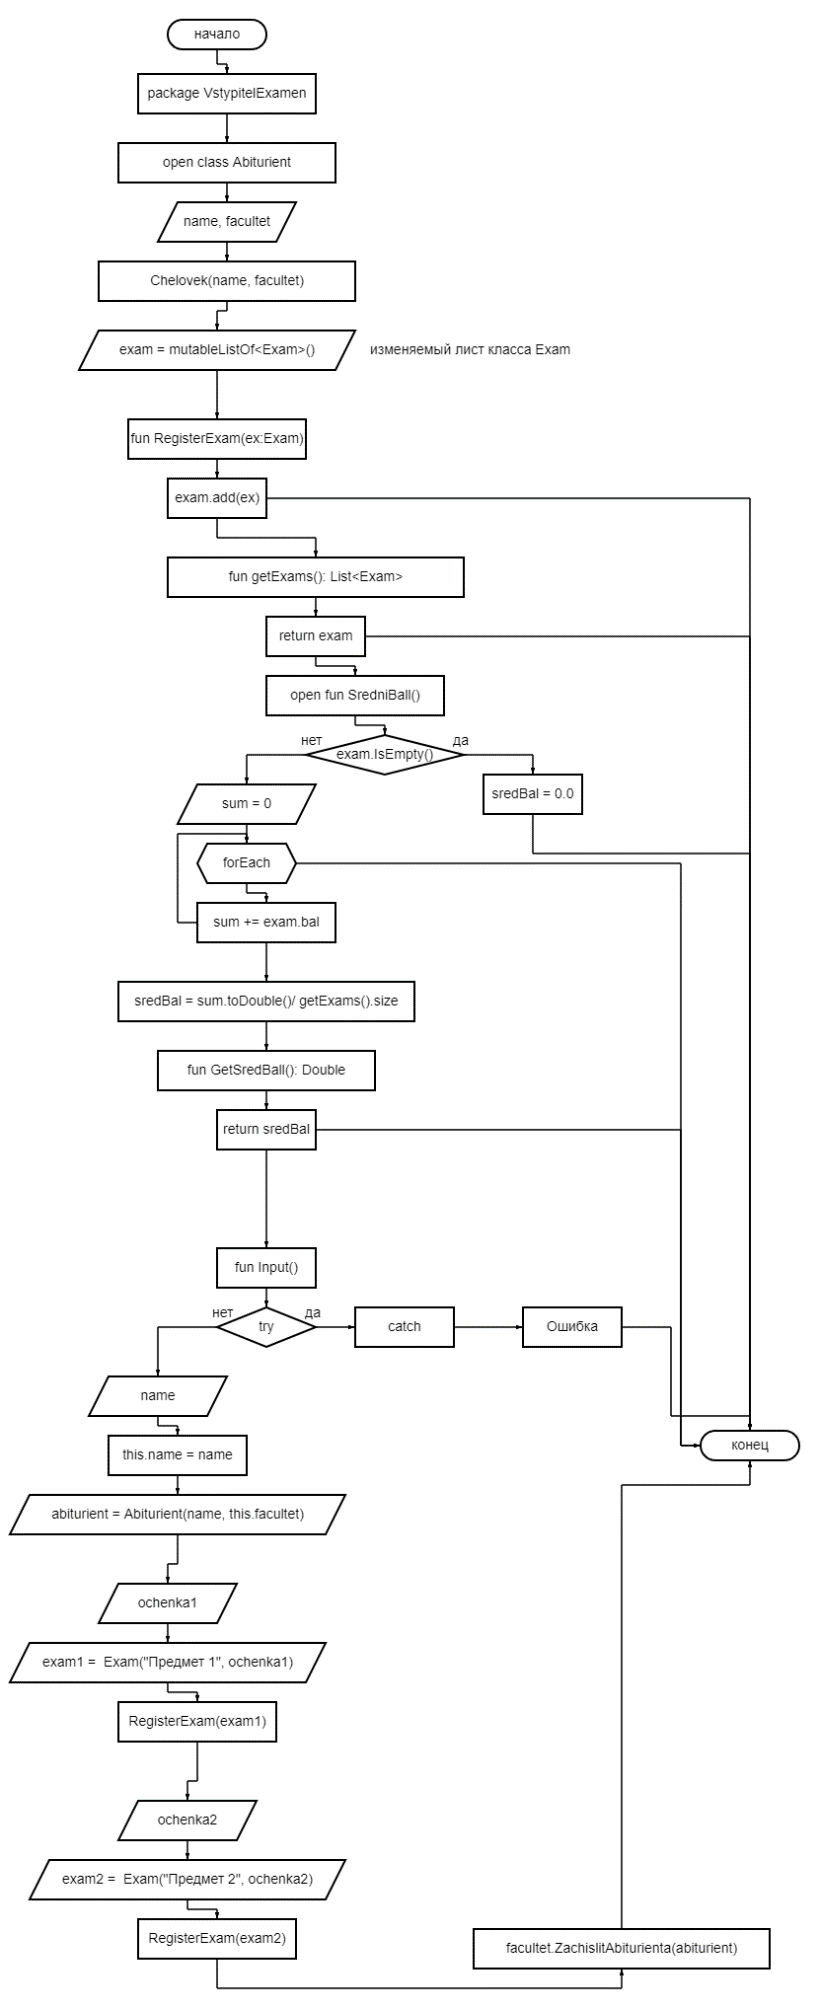 начало
package VstypitelExamen
open class Abiturient
name, facultet
Chelovek(name, facultet)
exam = mutableListOf<Exam>()
изменяемый лист класса Exam
fun RegisterExam(ex:Exam)
exam.add(ex)
fun getExams(): List<Exam>
return exam
open fun SredniBall()
нет
да
exam.IsEmpty()
sum = 0
sredBal = 0.0
forEach
sum += exam.bal
sredBal = sum.toDouble()/ getExams().size
fun GetSredBall(): Double
return sredBal
fun Input()
нет
да
try
catch
Ошибка
name
конец
this.name = name
abiturient = Abiturient(name, this.facultet)
ochenka1
exam1 =  Exam("Предмет 1", ochenka1)
RegisterExam(exam1)
ochenka2
exam2 =  Exam("Предмет 2", ochenka2)
RegisterExam(exam2)
facultet.ZachislitAbiturienta(abiturient)